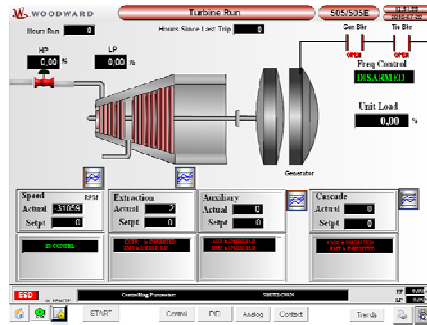 WOODWARD
Turbine Run
505/505E
Hours Run 0
Hours Since Last Trip 0
Gen Bkr
Tie Bkr
OPEN
OPEN
HP
0,00 %
LP
0,00 %
Freq Control
DISARMED
Unit Load
0,00 %
Generator
Speed RPM
Actual
Setpt 0
Extraction
Actual 2
Setpt 0
Auxiliary
Actual 0
Setpt 0
Cascade
Actual 0
Setpt 0
IN CONTROL
ESD
Controlling Parameter:
SHUTDOWN
HP
LP
START
Control
PID
Analog
Contact
Trends